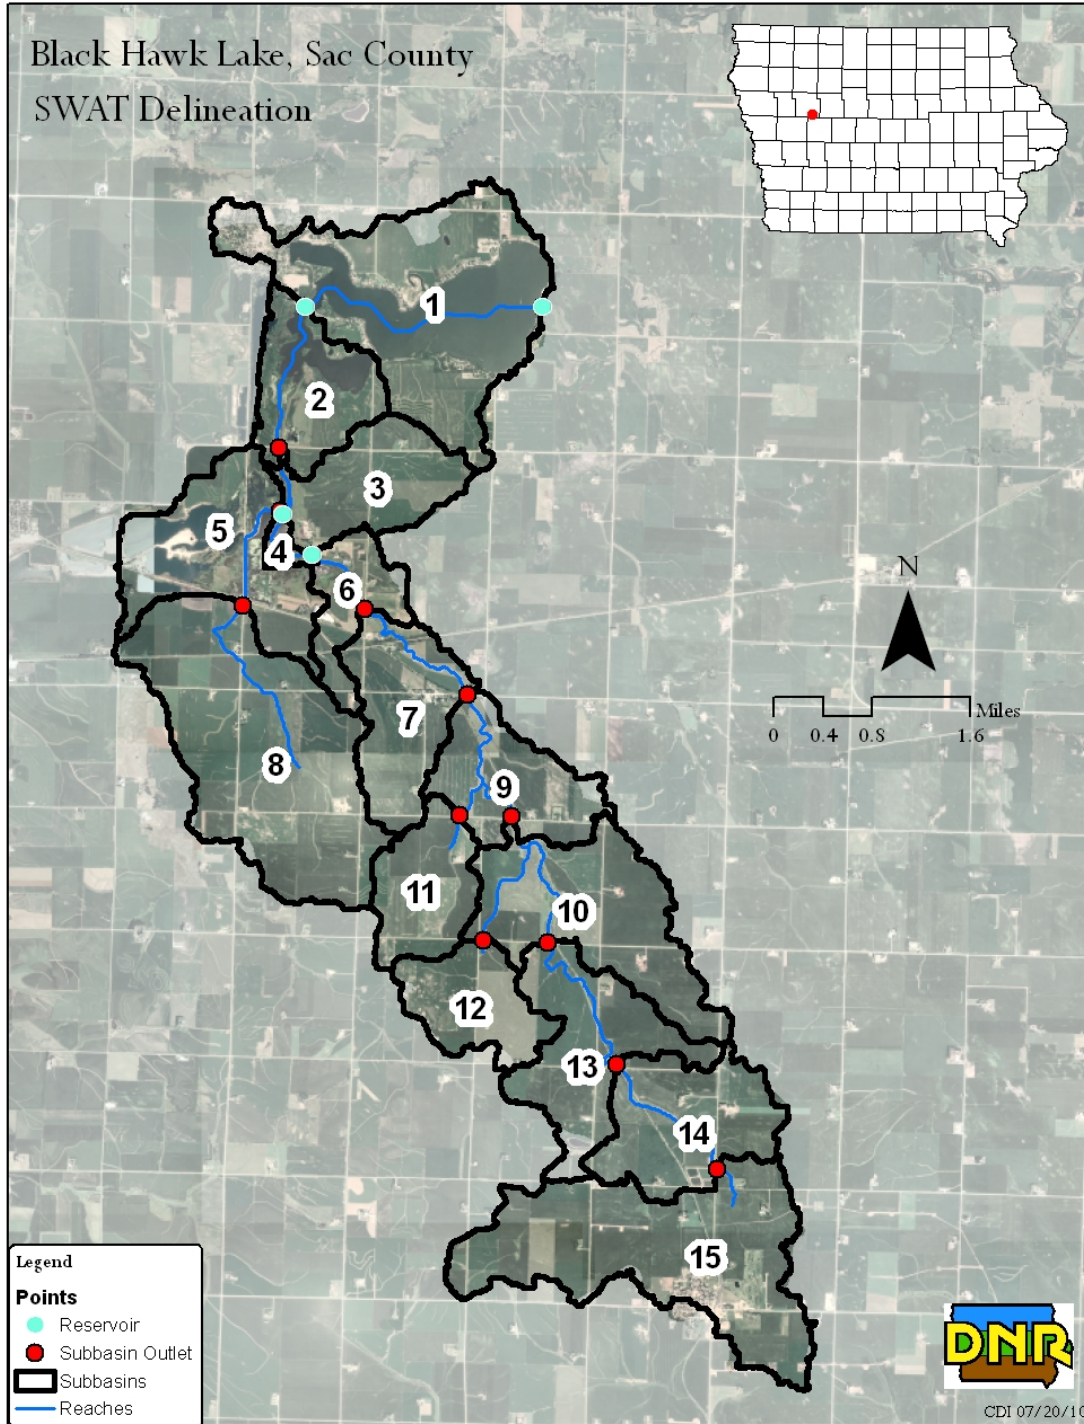 Black Hawk Lake, Sac County
SWAT Delineation
1
2
3
5
4
6
7
8
9
11
10
12
13
14
15
N
Miles
0 0.4 0.8 1.6
Legend
Points
Reservoir
Subbasin Outlet
Subbasins
Reaches
DNR
CDI 07/20/10